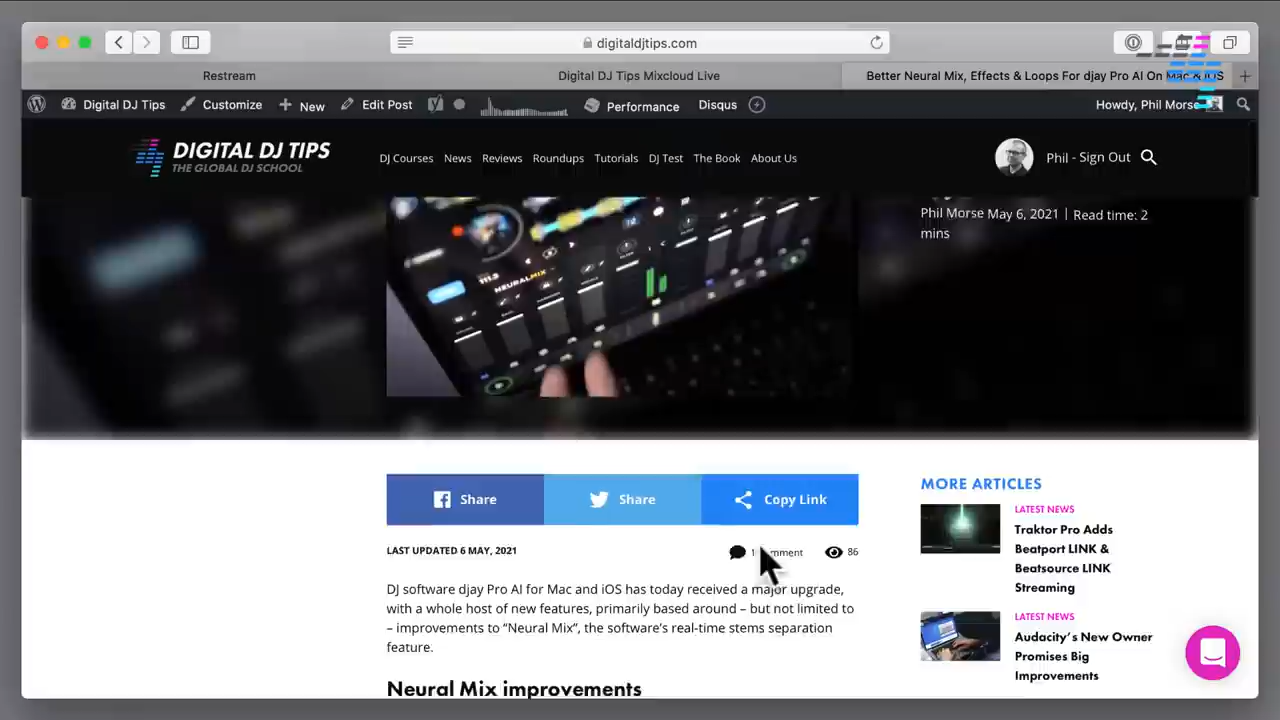 digitaldjtips.com
Restream
Digital DJ Tips Mixcloud Live
Better Neural Mix, Effects & Loops For djay Pro AI On Mac & iOS
Digital DJ Tips
Customize
New
Edit Post
Performance
Disqus
Howdy, Phil Morse
DIGITAL DJ TIPS
THE GLOBAL DJ SCHOOL
DJ Courses
News
Reviews
Roundups
Tutorials
DJ Test
The Book
About Us
Phil - Sign Out
111.3
NEURALMIX
Phil Morse May 6, 2021 | Read time: 2
mins
Share
Share
Copy Link
LAST UPDATED 6 MAY, 2021
86
DJ software djay Pro AI for Mac and iOS has today received a major upgrade,
with a whole host of new features, primarily based around – but not limited to
– improvements to “Neural Mix”, the software’s real-time stems separation
feature.
Neural Mix improvements
MORE ARTICLES
LATEST NEWS
Traktor Pro Adds
Beatport LINK &
Beatsource LINK
Streaming
LATEST NEWS
Audacity’s New Owner
Promises Big
Improvements